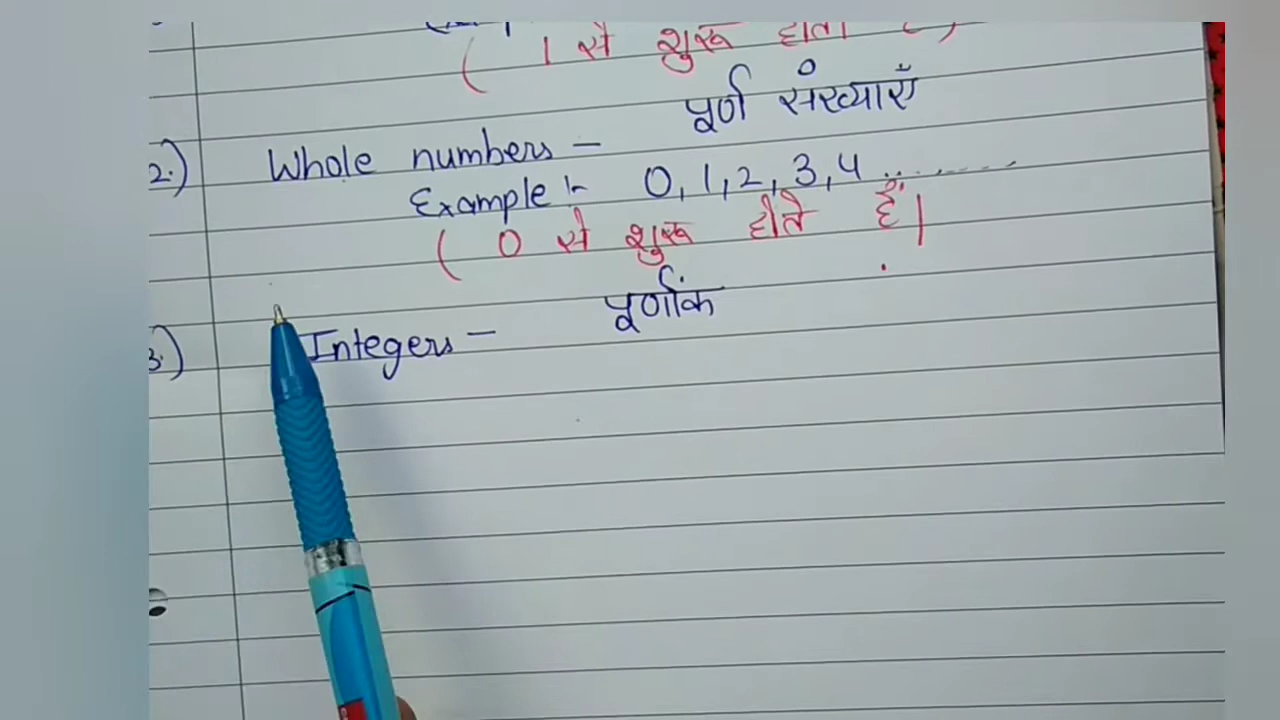 ( 1 से शुरू होता
पूर्ण संख्याएँ
2.) Whole numbers -
Example :- 0, 1, 2, 3, 4 ........
( 0 से शुरू होते हैं।
पूर्णांक
3.) Integers -